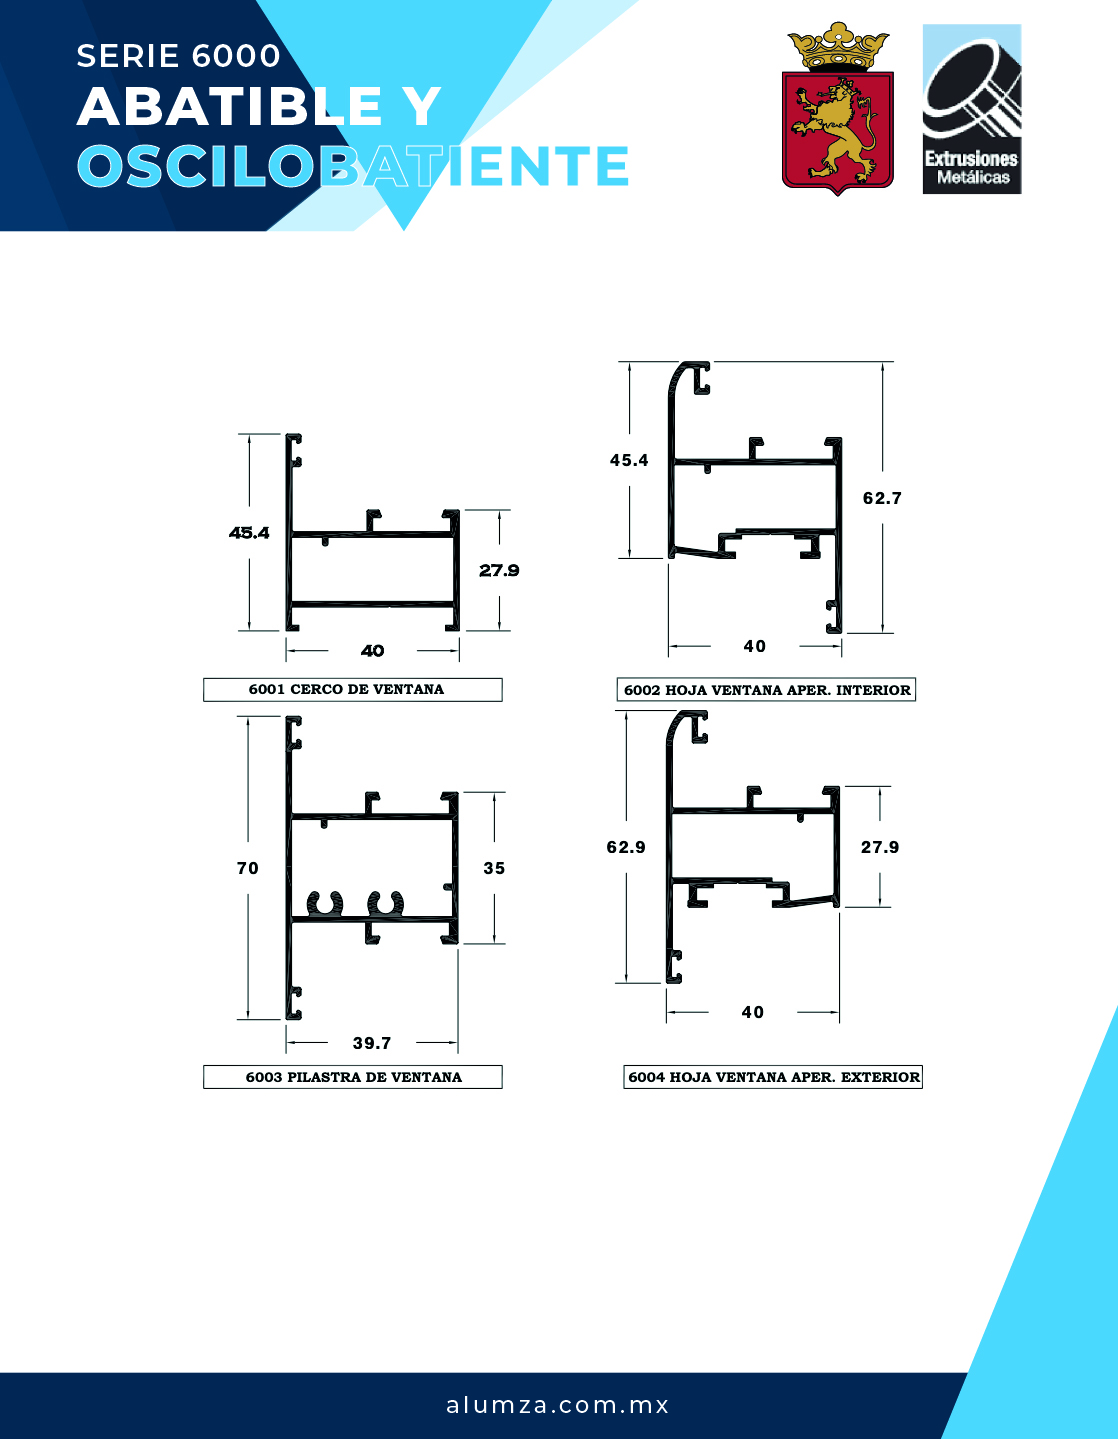 SERIE 6000
ABATIBLE Y
OSCILOBATIENTE
Extrusiones
Metálicas
45.4
27.9
40
6001 CERCO DE VENTANA
45.4
62.7
40
6002 HOJA VENTANA APER. INTERIOR
70
35
39.7
6003 PILASTRA DE VENTANA
62.9
27.9
40
6004 HOJA VENTANA APER. EXTERIOR
alumza.com.mx